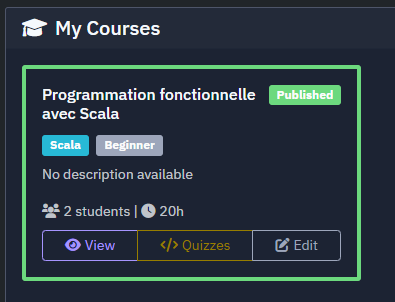 My Courses
Programmation fonctionnelle
avec Scala
Published
Scala Beginner
No description available
2 students | 20h
View Quizzes Edit